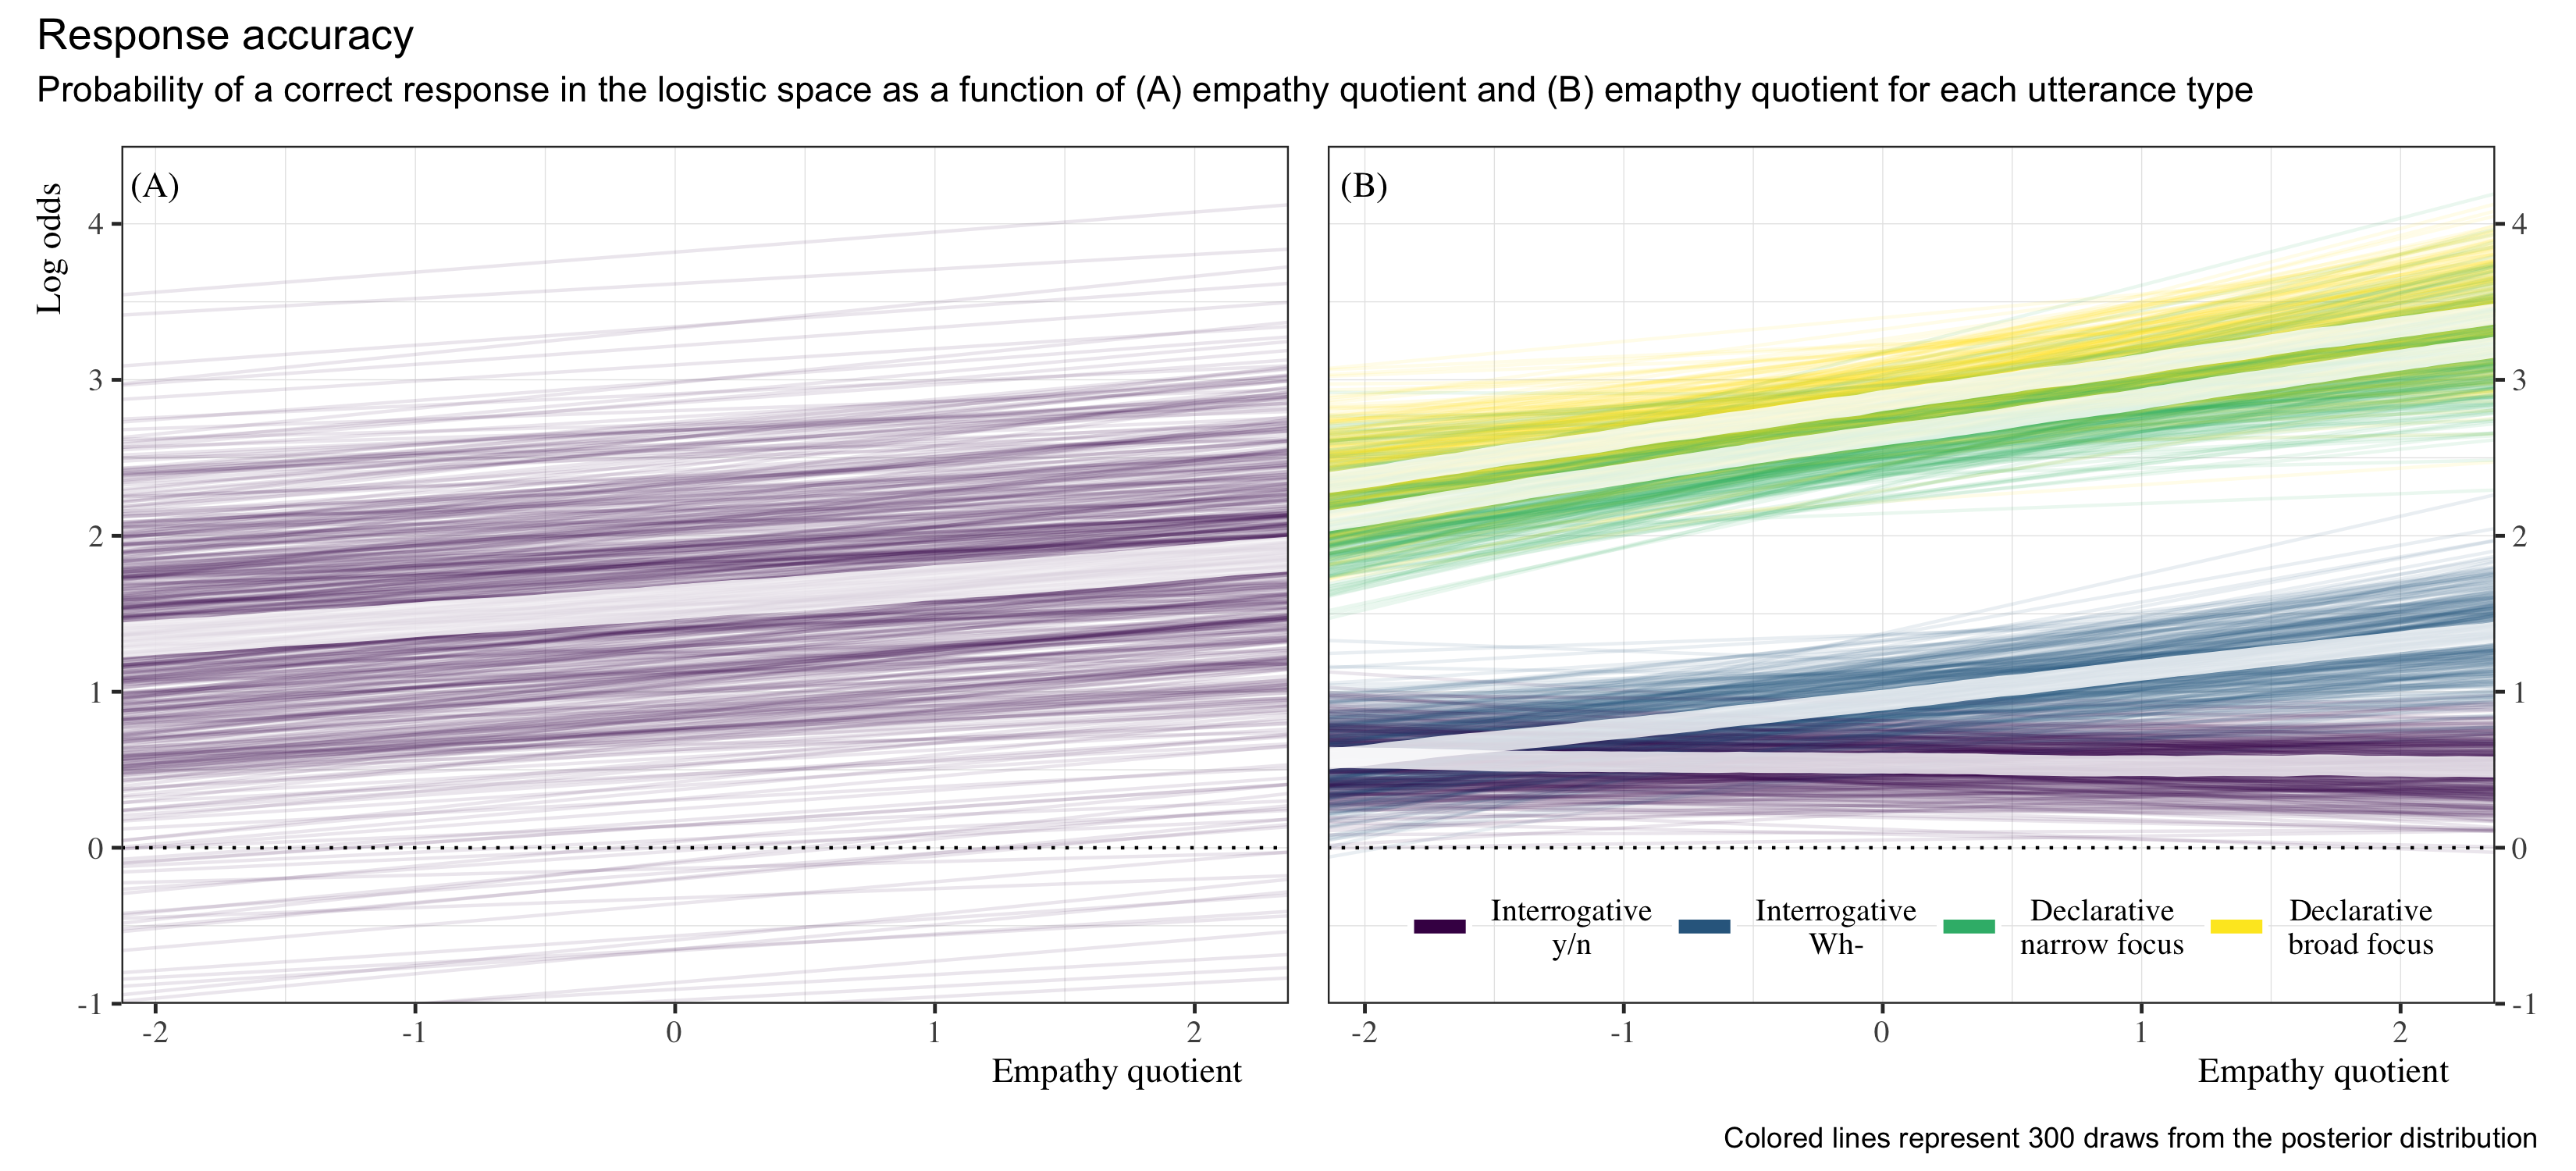 Response accuracy
Probability of a correct response in the logistic space as a function of (A) empathy quotient and (B) emapthy quotient for each utterance type
(A)
Log odds
4
3
2
1
0
-1
-2
-1
0
1
2
Empathy quotient
(B)
4
3
2
1
0
-1
Interrogative
y/n
Interrogative
Wh-
Declarative
narrow focus
Declarative
broad focus
-2
-1
0
1
2
Empathy quotient
Colored lines represent 300 draws from the posterior distribution